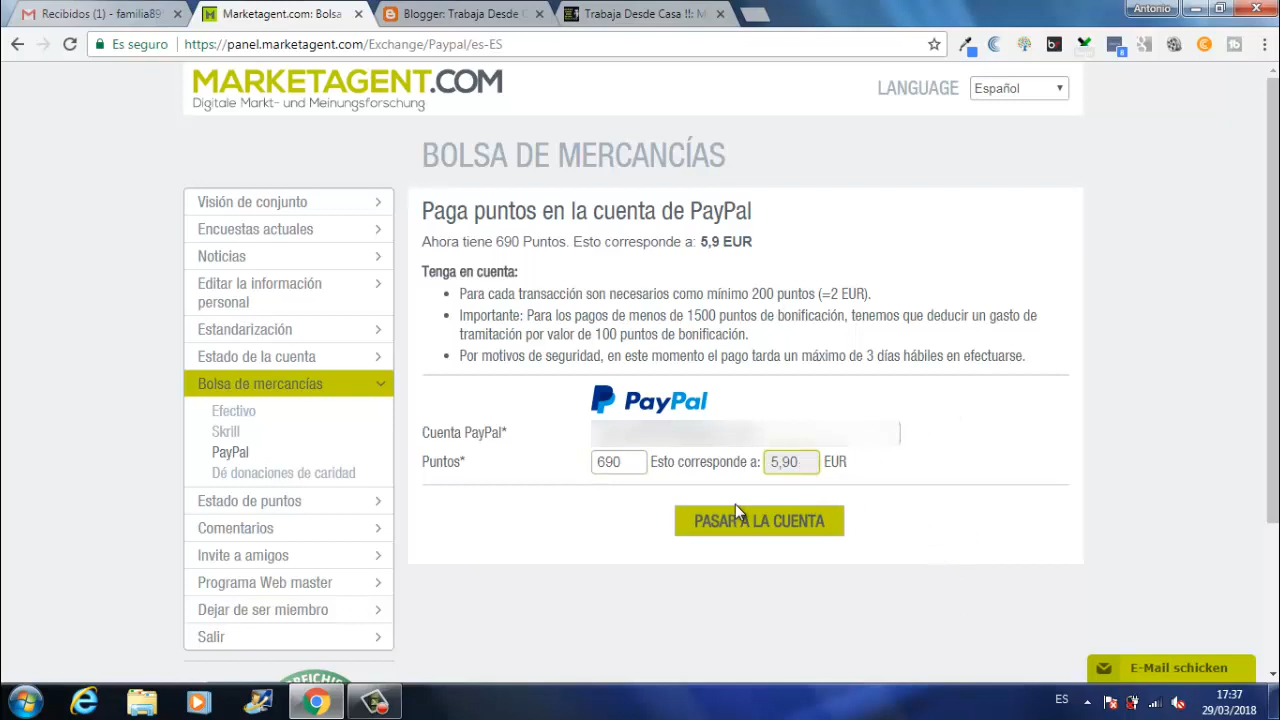 Recibidos (1) - familia89
Marketagent.com: Bolsa
Blogger: Trabaja Desde C
Trabaja Desde Casa !!: M
Antonio
Es seguro
https://panel.marketagent.com/Exchange/Paypal/es-ES
MARKETAGENT.COM
Digitale Markt- und Meinungsforschung
LANGUAGE
Español
BOLSA DE MERCANCÍAS
Visión de conjunto
Encuestas actuales
Noticias
Editar la información
personal
Estandarización
Estado de la cuenta
Bolsa de mercancías
Efectivo
Skrill
PayPal
Dé donaciones de caridad
Estado de puntos
Comentarios
Invite a amigos
Programa Web master
Dejar de ser miembro
Salir
Paga puntos en la cuenta de PayPal
Ahora tiene 690 Puntos. Esto corresponde a: 5,9 EUR
Tenga en cuenta:
Para cada transacción son necesarios como mínimo 200 puntos (=2 EUR).
Importante: Para los pagos de menos de 1500 puntos de bonificación, tenemos que deducir un gasto de
tramitación por valor de 100 puntos de bonificación.
Por motivos de seguridad, en este momento el pago tarda un máximo de 3 días hábiles en efectuarse.
PayPal
Cuenta PayPal*
Puntos* 690 Esto corresponde a: 5,90 EUR
PASAR A LA CUENTA
E-Mail schicken
ES
17:37
29/03/2018